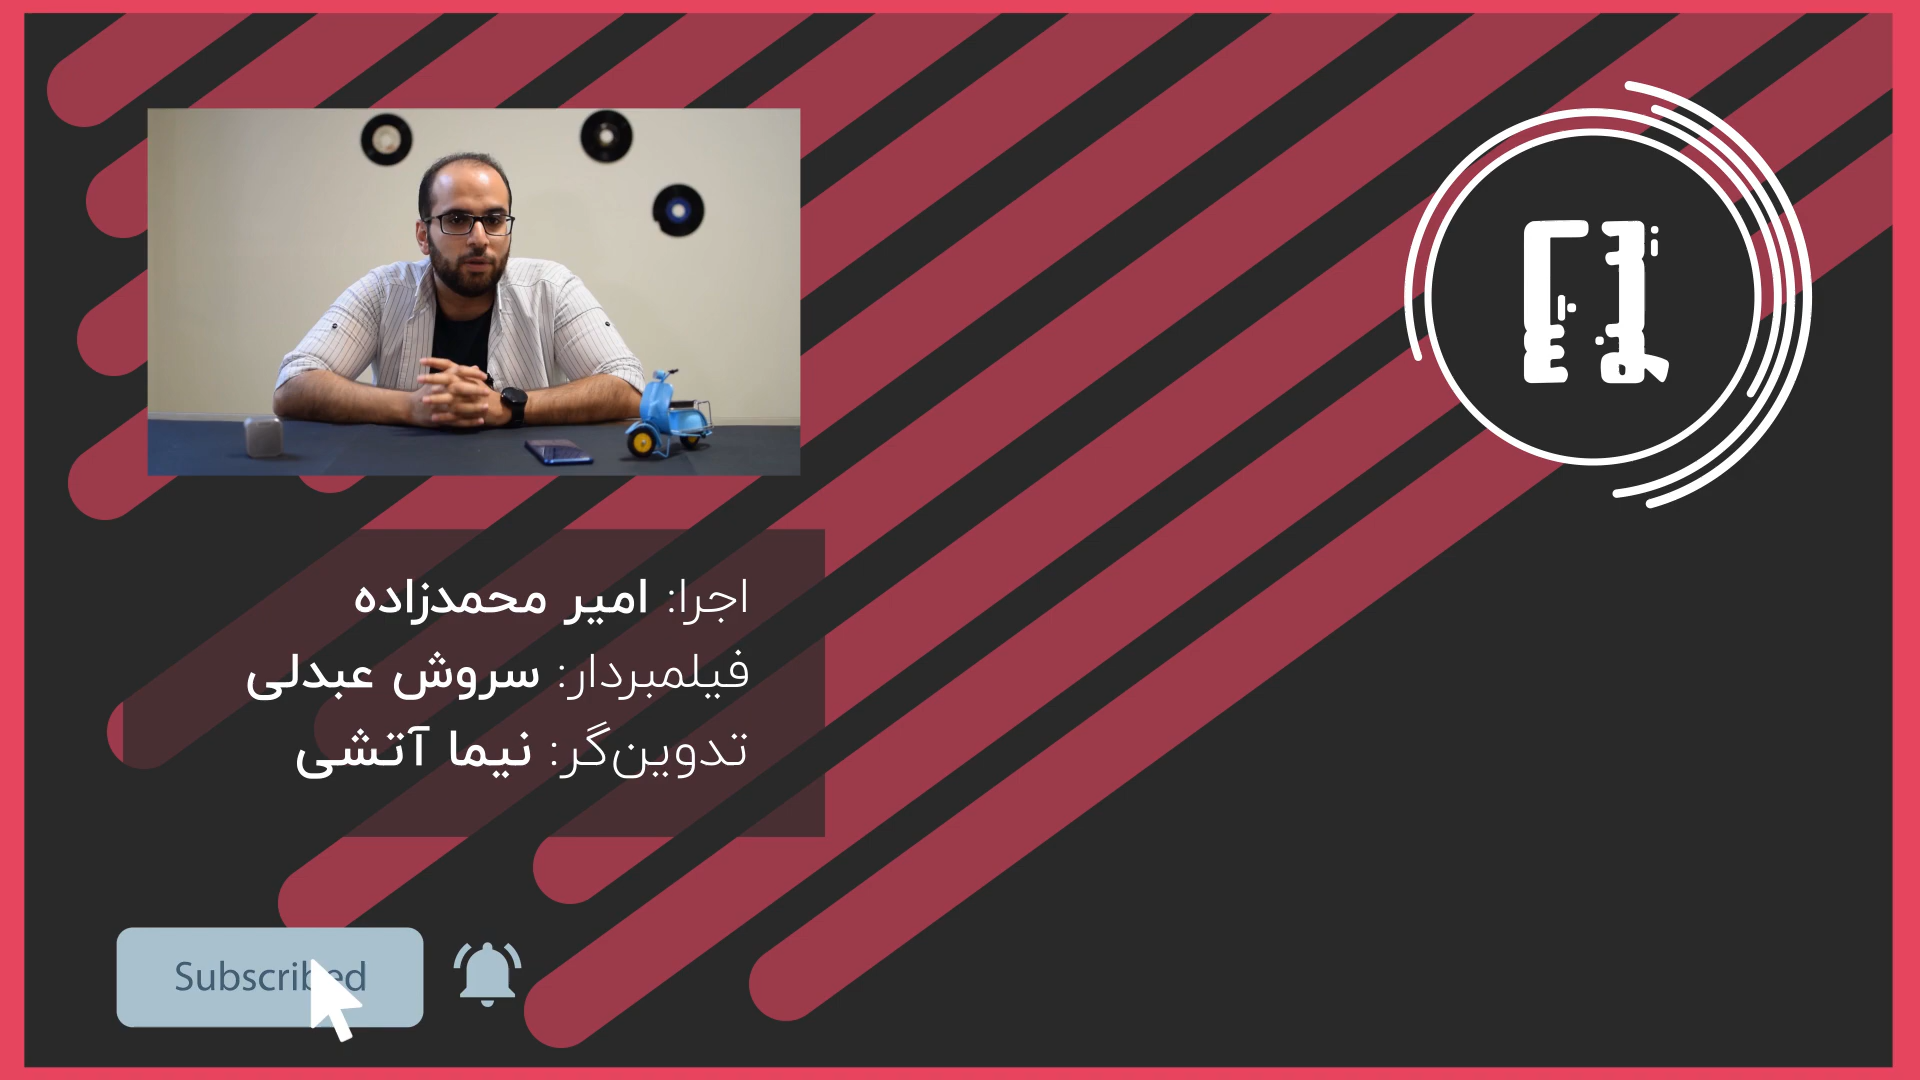 اجرا: امیر محمدزاده
فیلمبردار: سروش عبدلی
تدوین‌گر: نیما آتشی
Subscribed